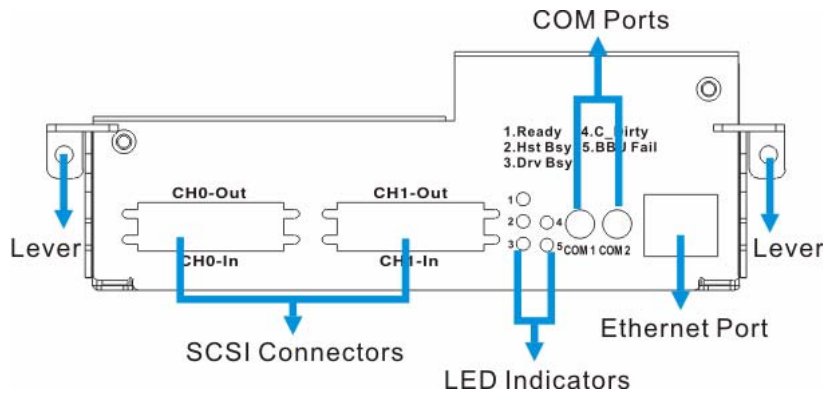 COM Ports
1.Ready 4.C_Dirty
2.Hst Bsy 5.BBU Fail
3.Drv Bsy
CH0-Out CH1-Out
1
2 4
3 5 COM 1 COM 2
Lever Lever
CH0-In CH1-In
Ethernet Port
SCSI Connectors
LED Indicators